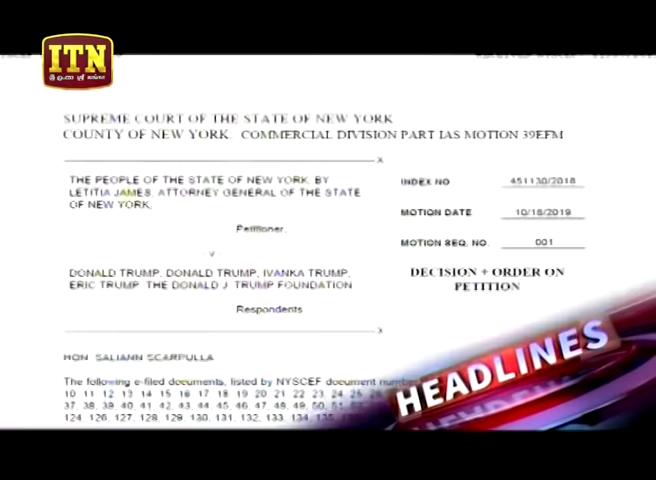 ITN
SUPREME COURT OF THE STATE OF NEW YORK
COUNTY OF NEW YORK: COMMERCIAL DIVISION PART IAS MOTION 39EFM
X
THE PEOPLE OF THE STATE OF NEW YORK, BY
LETITIA JAMES, ATTORNEY GENERAL OF THE STATE
OF NEW YORK,
Petitioner,
v
DONALD TRUMP, DONALD TRUMP, IVANKA TRUMP,
ERIC TRUMP, THE DONALD J TRUMP FOUNDATION
Respondents
X
INDEX NO 451130/2018
MOTION DATE 10/16/2019
MOTION SEQ. NO. 001
DECISION + ORDER ON
PETITION
HON SALIANN SCARPULLA
The following e-filed documents, listed by NYSCEF document number
10 11 12 13 14 15 16 17 18 19 20 21 22 23 24 25 26
37, 38, 39, 40, 41, 42, 43, 44, 45, 46, 47, 48, 49, 50, 51,
124 126, 127, 128, 129, 130, 131, 132, 133, 134, 135,
HEADLINES